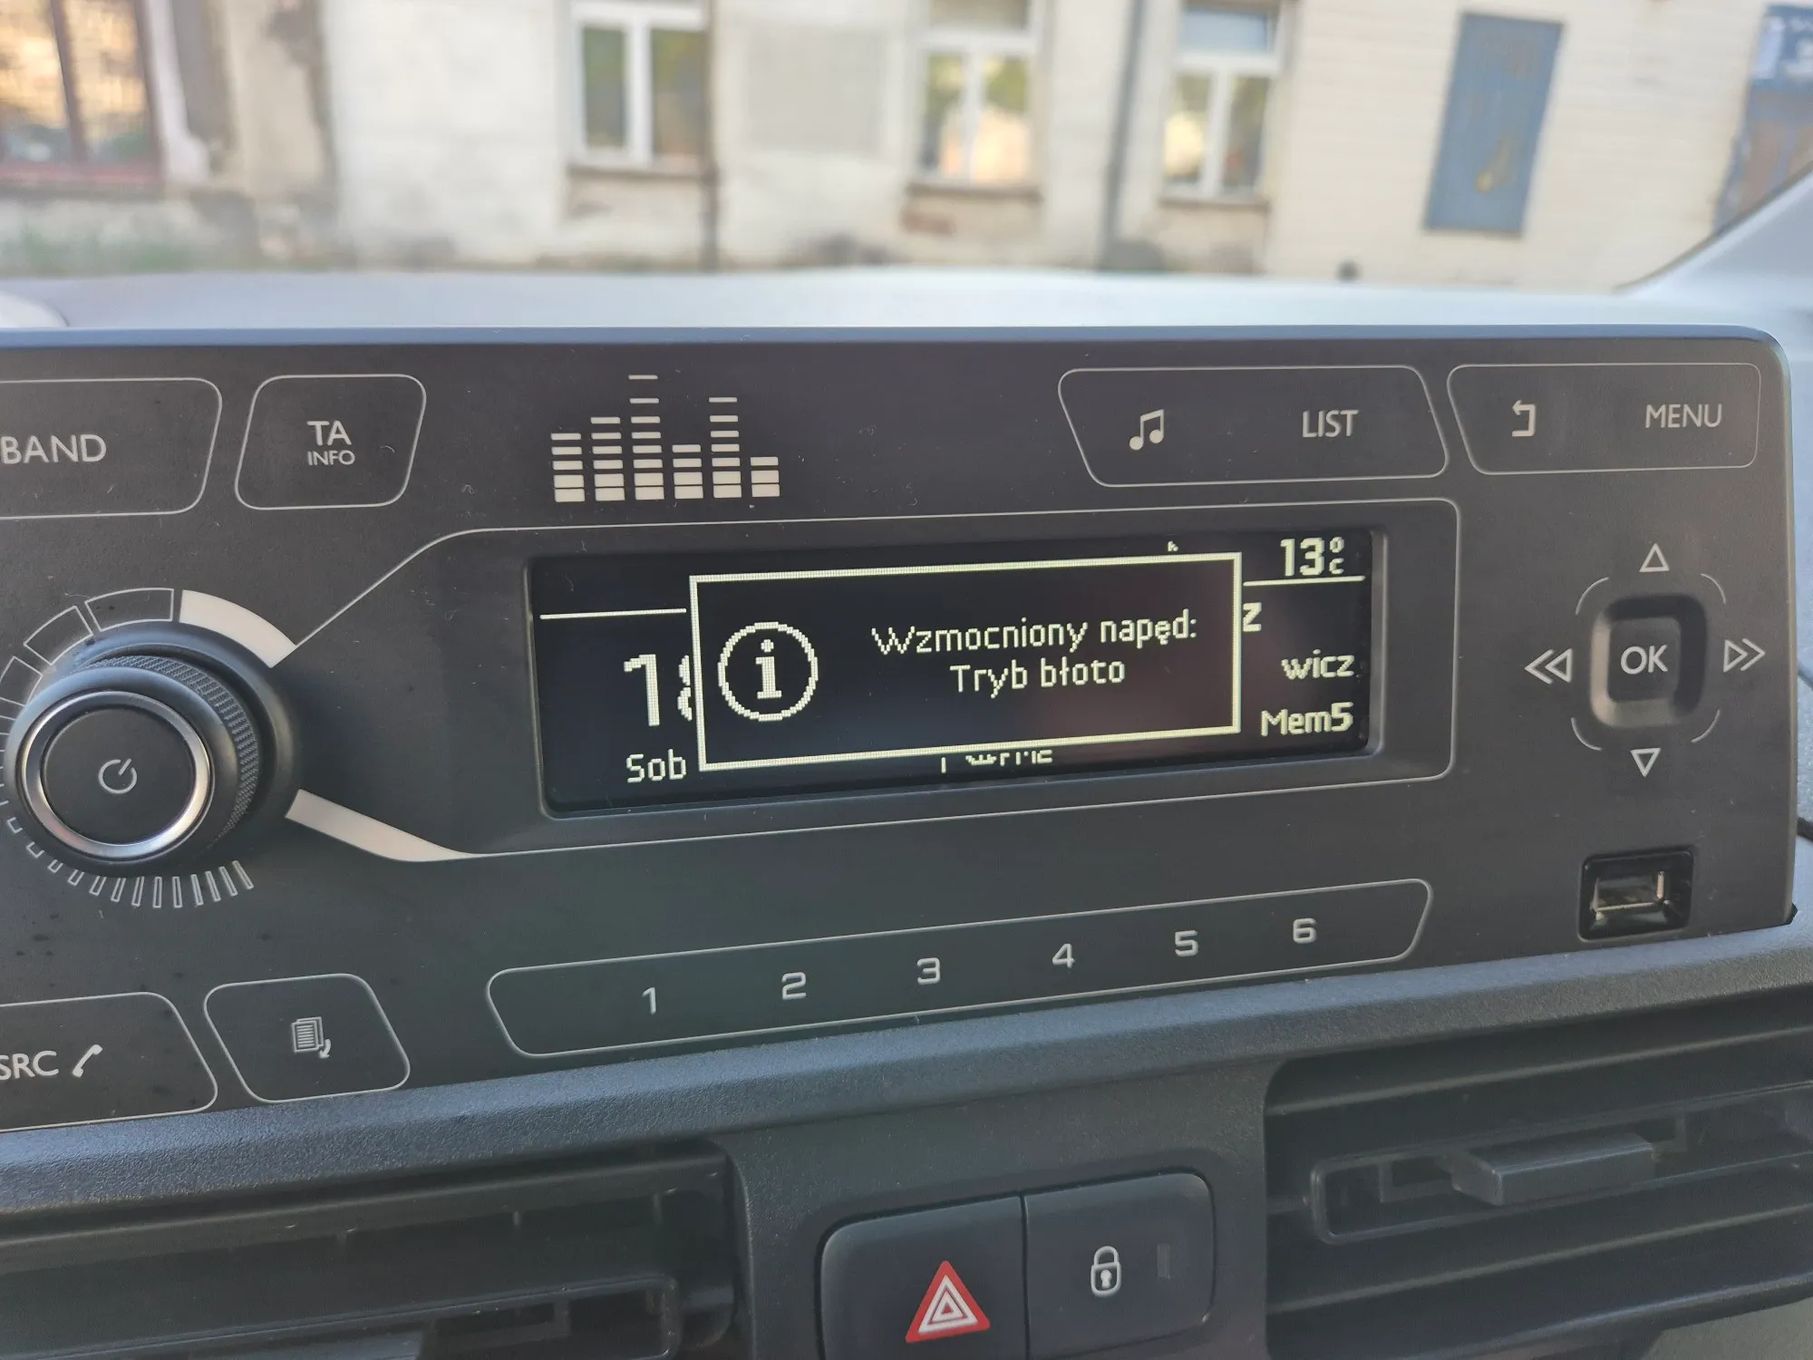 BAND
TA
INFO
LIST
MENU
13°C
Wzmocniony napęd:
Tryb błoto
z
wicz
Mem5
18
Sob
OK
1 2 3 4 5 6
SRC